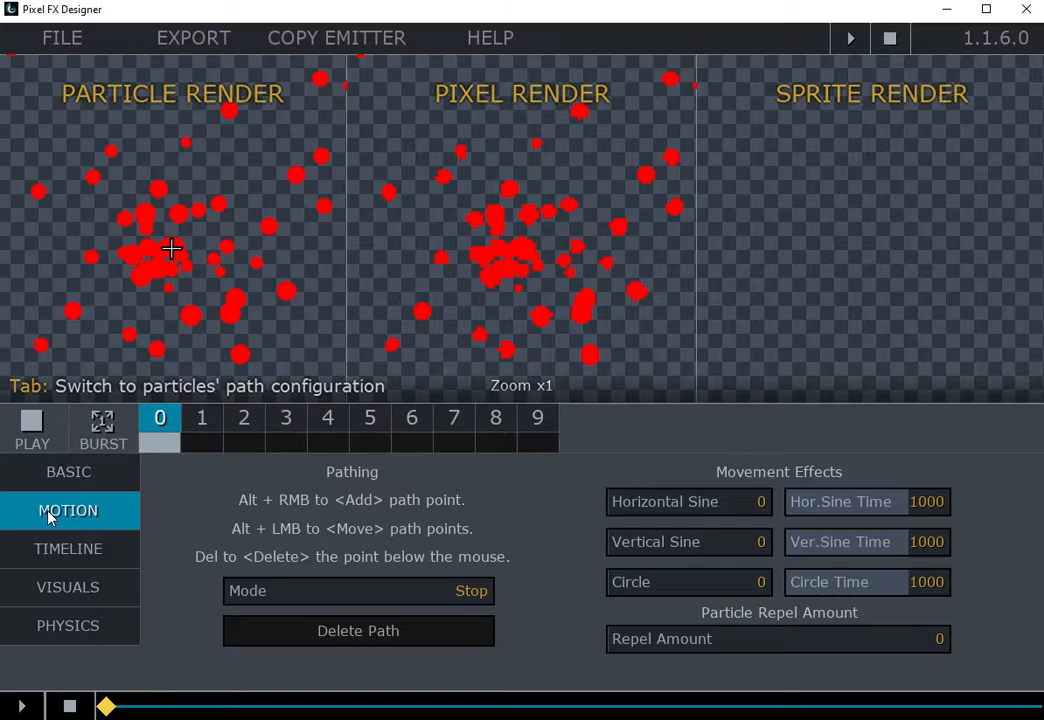 Pixel FX Designer
FILE EXPORT COPY EMITTER HELP 1.1.6.0
PARTICLE RENDER PIXEL RENDER SPRITE RENDER
Tab: Switch to particles' path configuration Zoom x1
PLAY BURST 0 1 2 3 4 5 6 7 8 9
BASIC
MOTION
TIMELINE
VISUALS
PHYSICS
Pathing
Alt + RMB to <Add> path point.
Alt + LMB to <Move> path points.
Del to <Delete> the point below the mouse.
Mode Stop
Delete Path
Movement Effects
Horizontal Sine 0 Hor.Sine Time 1000
Vertical Sine 0 Ver.Sine Time 1000
Circle 0 Circle Time 1000
Particle Repel Amount
Repel Amount 0